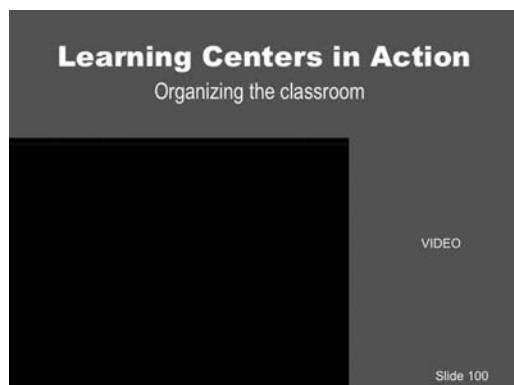 Learning Centers in Action
Organizing the classroom
VIDEO
Slide 100